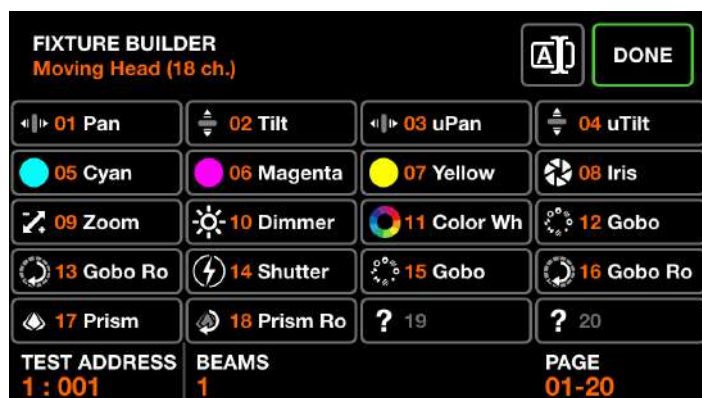 FIXTURE BUILDER
Moving Head (18 ch.)
A
DONE
01 Pan
02 Tilt
03 uPan
04 uTilt
05 Cyan
06 Magenta
07 Yellow
08 Iris
09 Zoom
10 Dimmer
11 Color Wh
12 Gobo
13 Gobo Ro
14 Shutter
15 Gobo
16 Gobo Ro
17 Prism
18 Prism Ro
? 19
? 20
TEST ADDRESS
1 : 001
BEAMS
1
PAGE
01-20